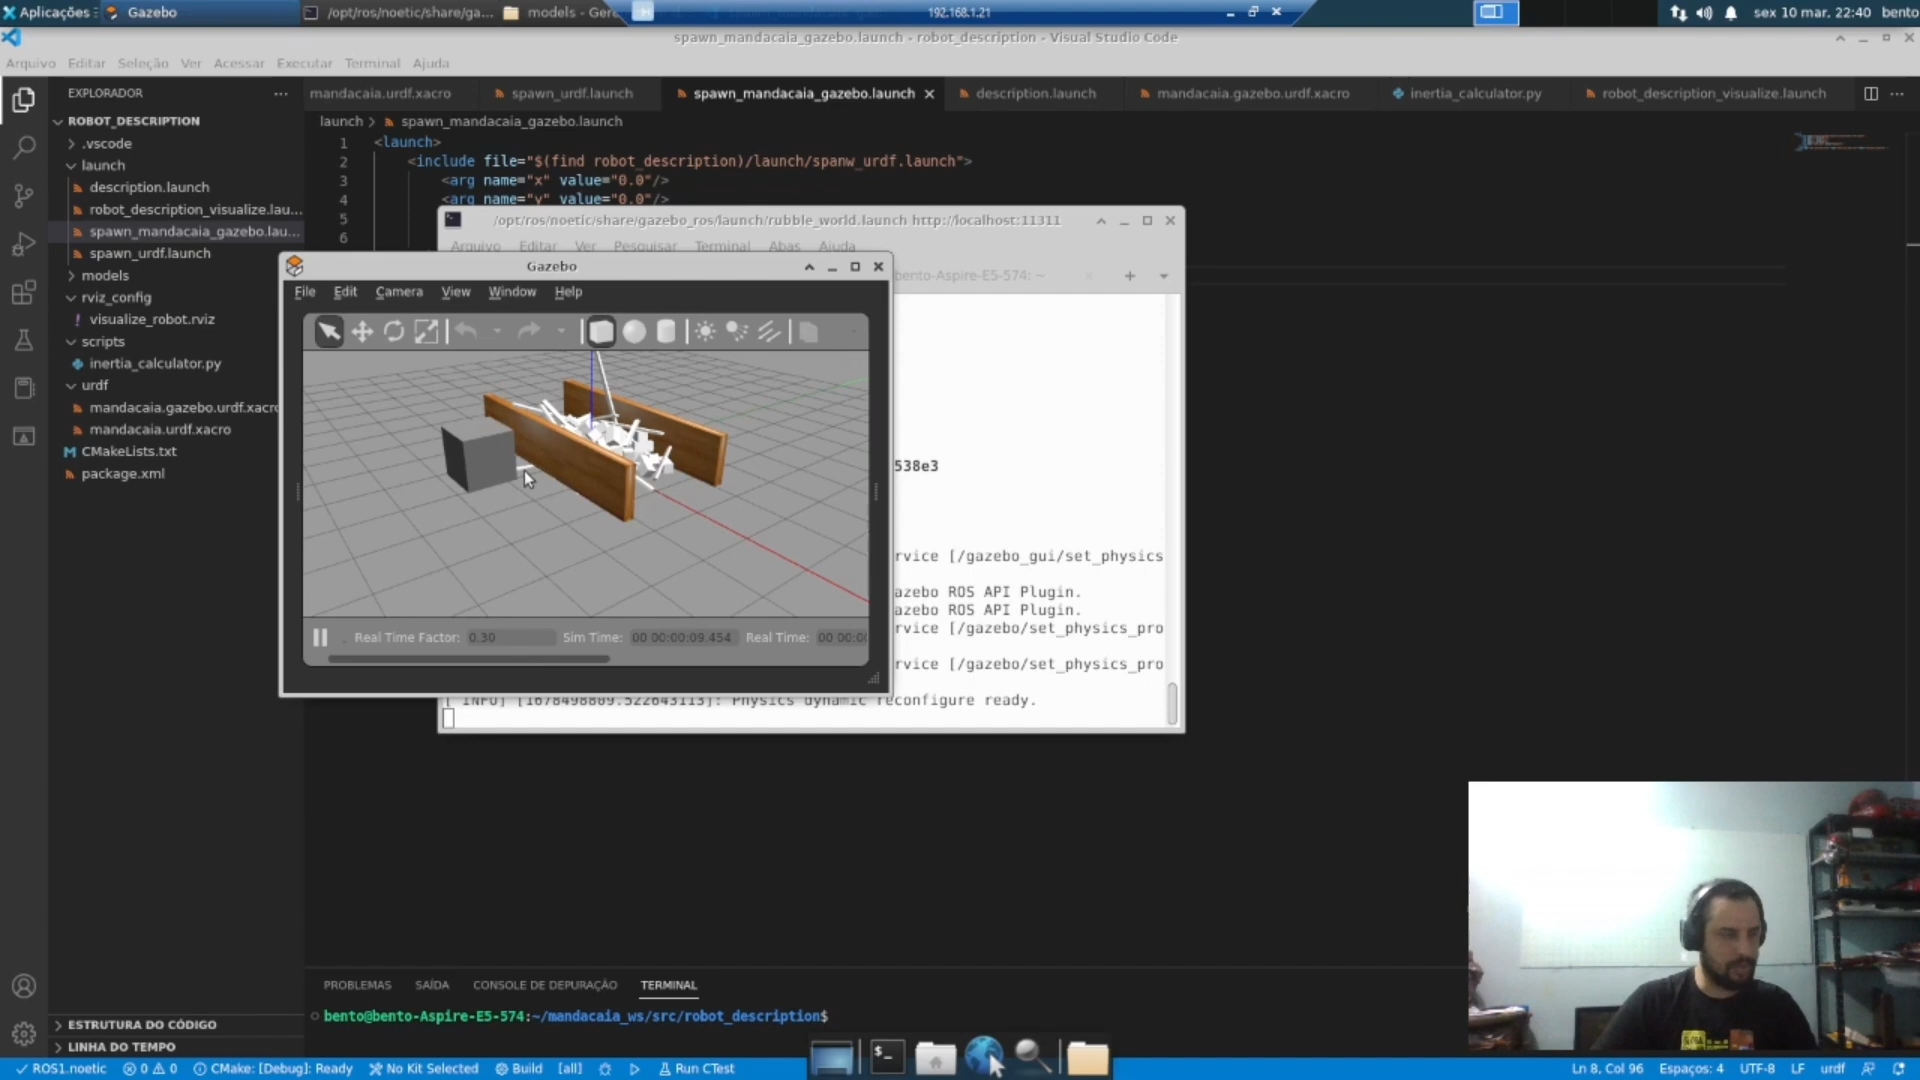 Aplicações
Gazebo
/opt/ros/noetic/share/ga...
models - Ger
192.168.1.21
sex 10 mar, 22:40 bento
spawn_mandacaia_gazebo.launch - robot_description - Visual Studio Code
Arquivo Editar Seleção Ver Acessar Executar Terminal Ajuda
EXPLORADOR
mandacaia.urdf.xacro
spawn_urdf.launch
spawn_mandacaia_gazebo.launch
description.launch
mandacaia.gazebo.urdf.xacro
inertia_calculator.py
robot_description_visualize.launch
ROBOT_DESCRIPTION
.vscode
launch
description.launch
robot_description_visualize.lau...
spawn_mandacaia_gazebo.lau...
spawn_urdf.launch
models
rviz_config
visualize_robot.rviz
scripts
inertia_calculator.py
urdf
mandacaia.gazebo.urdf.xacro
mandacaia.urdf.xacro
CMakeLists.txt
package.xml
launch > spawn_mandacaia_gazebo.launch
1 <launch>
2 <include file="$(find robot_description)/launch/spanw_urdf.launch">
3 <arg name="x" value="0.0"/>
4 <arg name="y" value="0.0"/>
5
6
/opt/ros/noetic/share/gazebo_ros/launch/rubble_world.launch http://localhost:11311
Arquivo Editar Ver Pesquisar Terminal Abas Ajuda
bento-Aspire-E5-574: ~
Gazebo
File Edit Camera View Window Help
Real Time Factor: 0.30 Sim Time: 00 00:00:09.454 Real Time: 00 00:00
538e3
rvice [/gazebo_gui/set_physics
azebo ROS API Plugin.
azebo ROS API Plugin.
rvice [/gazebo/set_physics_pro
rvice [/gazebo/set_physics_pro
[ INFO] [1678498809.522643113]: Physics dynamic reconfigure ready.
PROBLEMAS SAÍDA CONSOLE DE DEPURAÇÃO TERMINAL
bento@bento-Aspire-E5-574:~/mandacaia_ws/src/robot_description$
ESTRUTURA DO CÓDIGO
LINHA DO TEMPO
ROS1.noetic 0 0 CMake: [Debug]: Ready No Kit Selected Build [all] Run CTest
Ln 8, Col 96 Espaços: 4 UTF-8 LF urdf